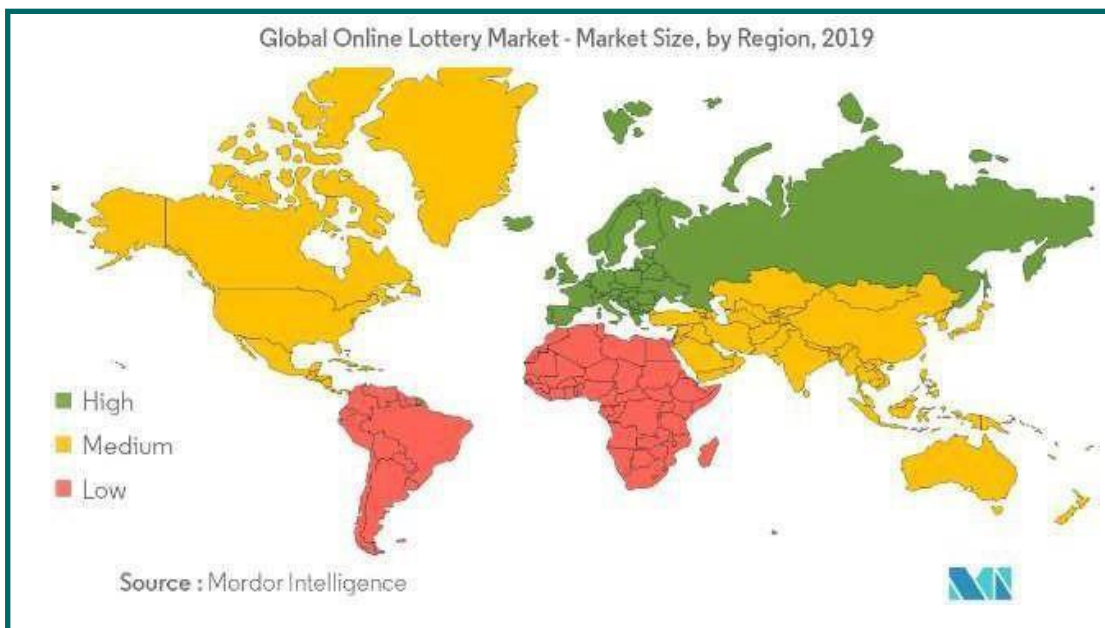 Global Online Lottery Market - Market Size, by Region, 2019
High
Medium
Low
Source : Mordor Intelligence